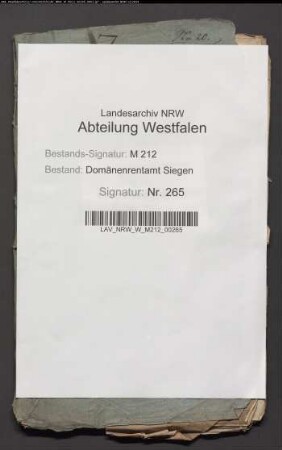 Landesarchiv NRW
Abteilung Westfalen
Bestands-Signatur: M 212
Bestand: Domänenrentamt Siegen
Signatur: Nr. 265
LAV_NRW_W_M212_00265